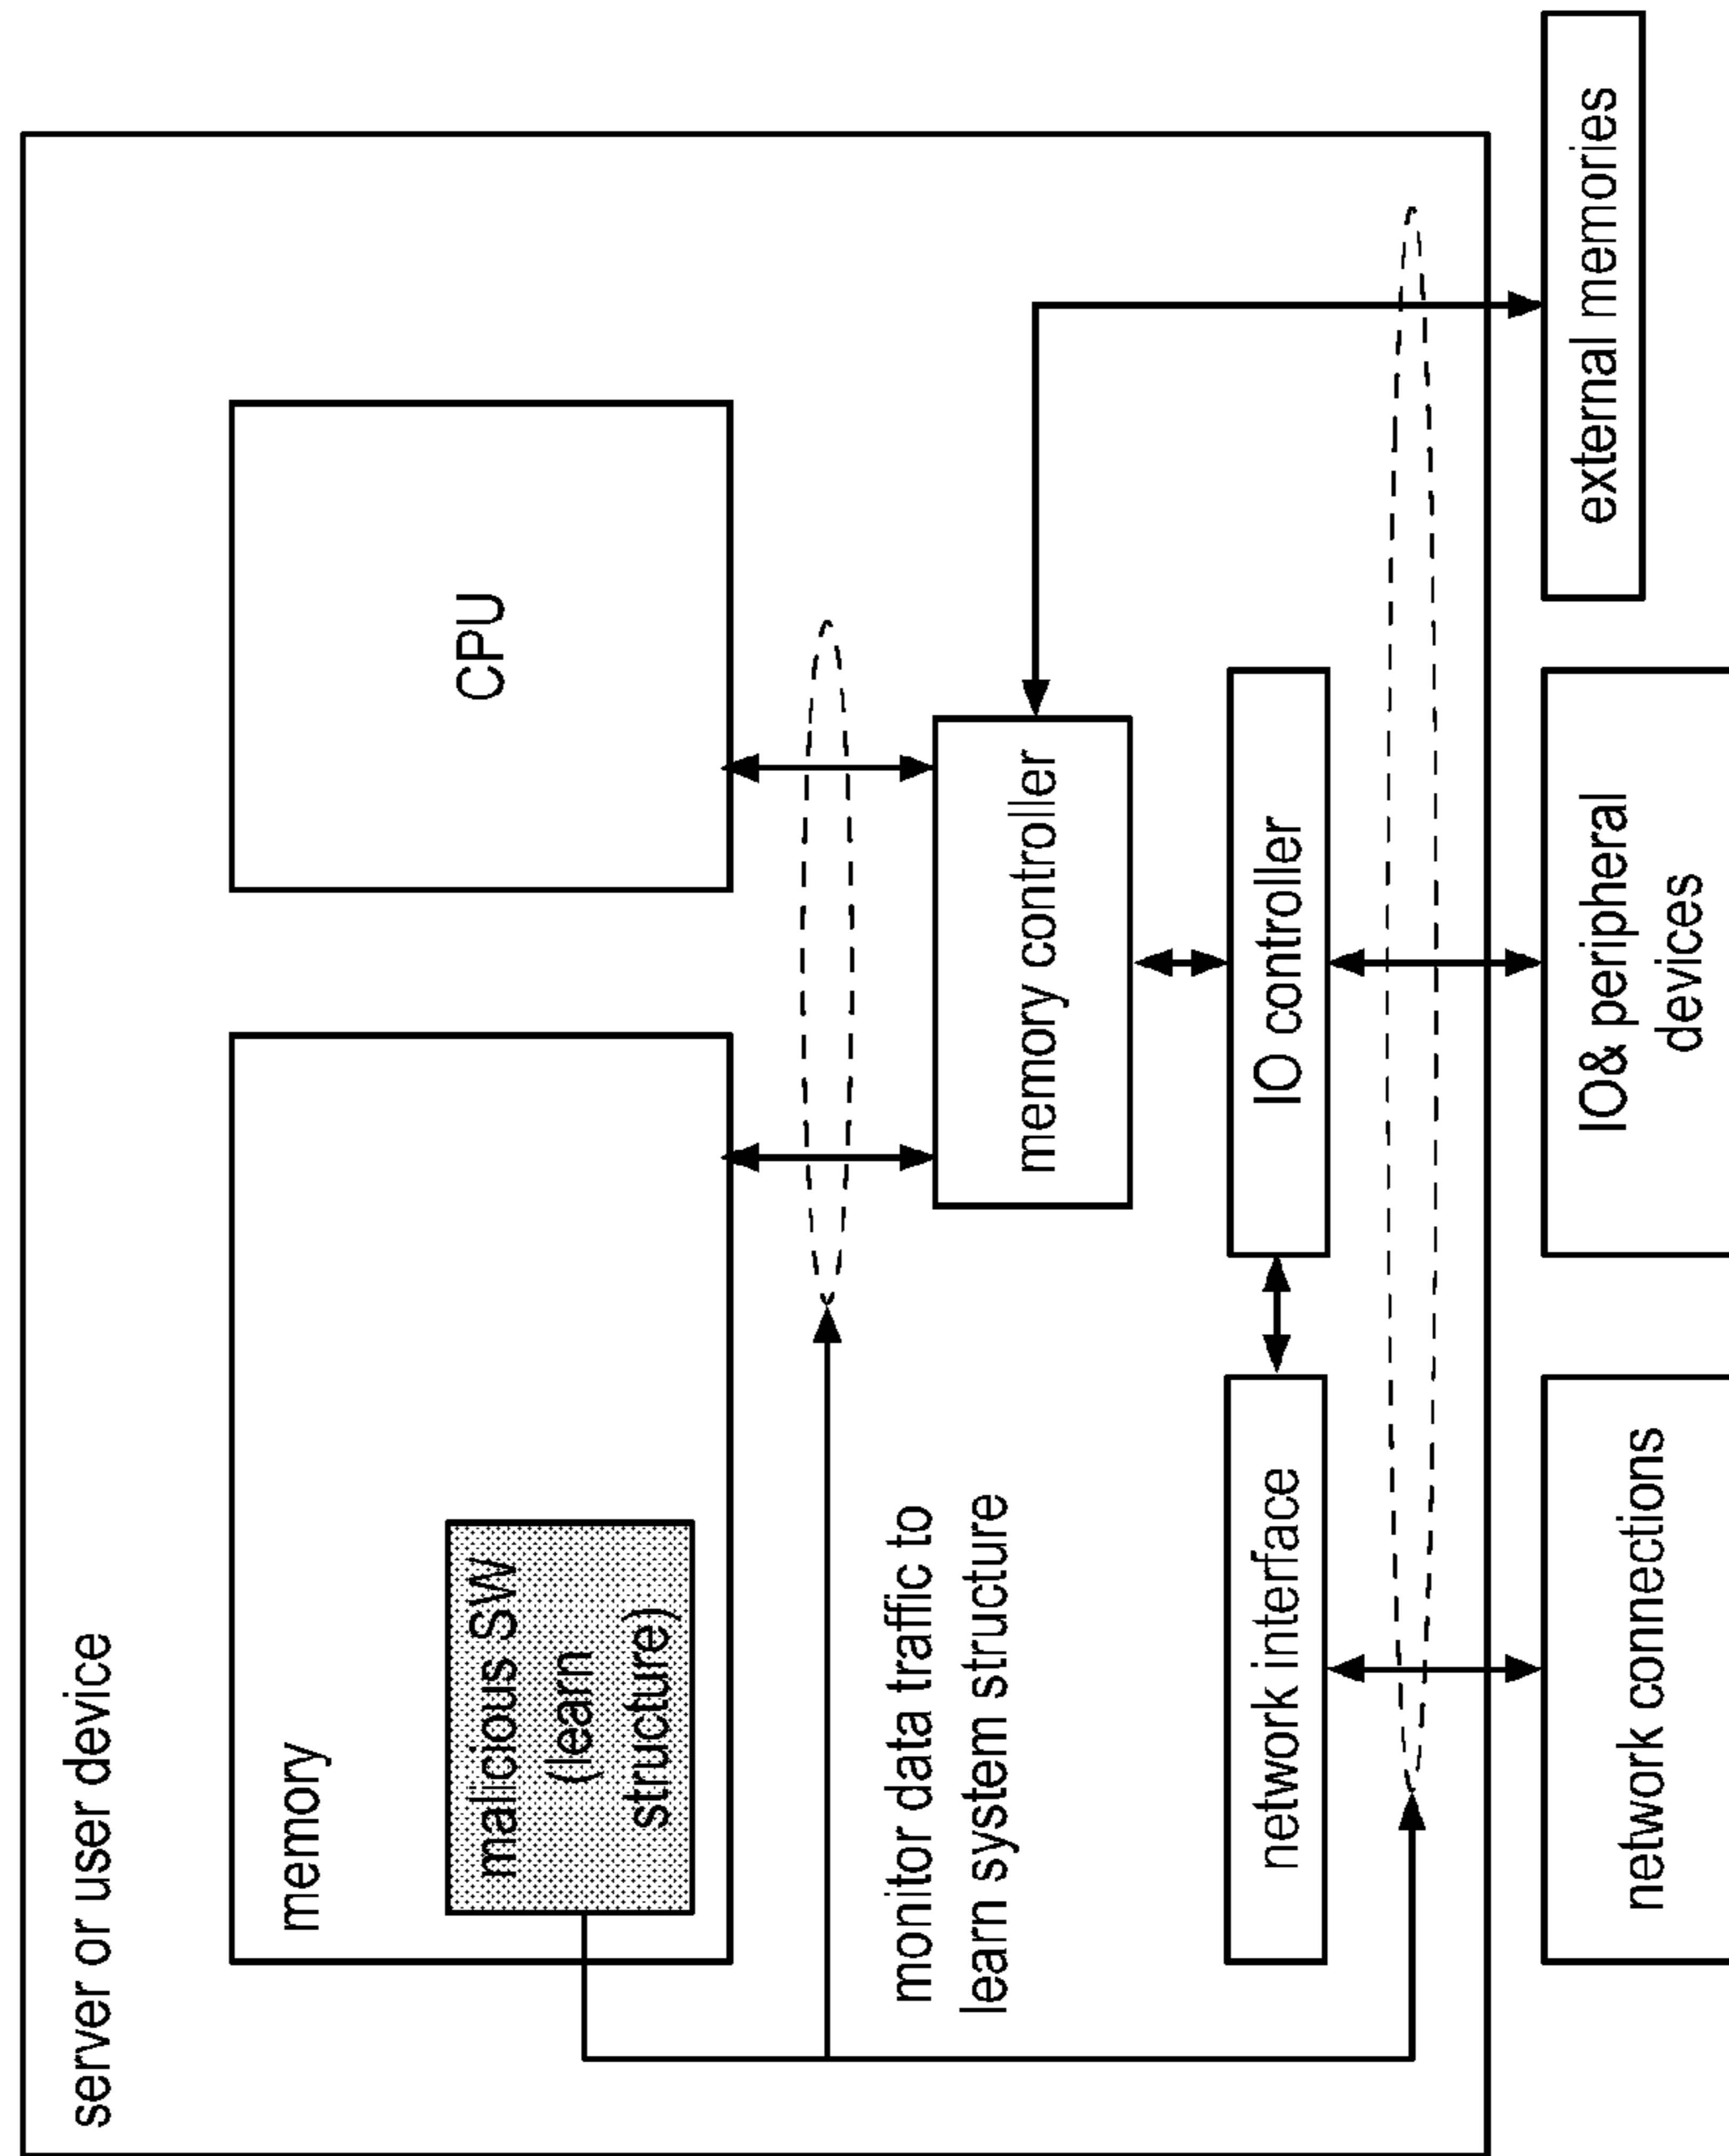 server or user device
memory
malicious SW
(learn
structure)
CPU
monitor data traffic to
learn system structure
memory controller
network interface
IO controller
network connections
IO& peripheral
devices
external memories